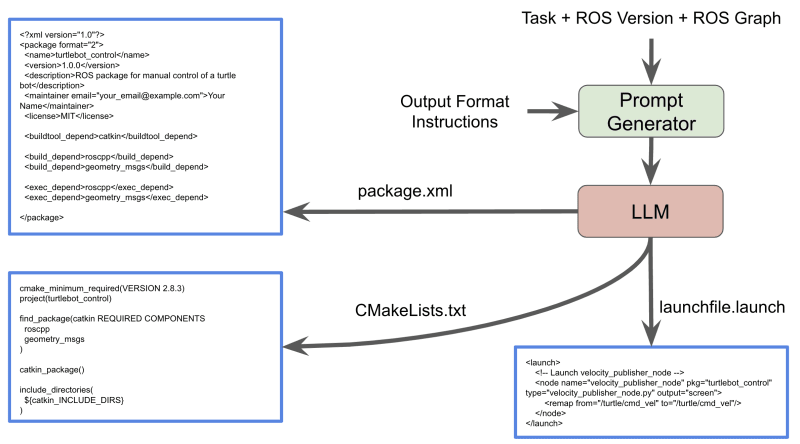 Task + ROS Version + ROS Graph
Output Format
Instructions
Prompt
Generator
LLM
package.xml
<?xml version="1.0"?>
<package format="2">
<name>turtlebot_control</name>
<version>1.0.0</version>
<description>ROS package for manual control of a turtle
bot</description>
<maintainer email="your_email@example.com">Your
Name</maintainer>
<license>MIT</license>
<buildtool_depend>catkin</buildtool_depend>
<build_depend>roscpp</build_depend>
<build_depend>geometry_msgs</build_depend>
<exec_depend>roscpp</exec_depend>
<exec_depend>geometry_msgs</exec_depend>
</package>
CMakeLists.txt
cmake_minimum_required(VERSION 2.8.3)
project(turtlebot_control)
find_package(catkin REQUIRED COMPONENTS
roscpp
geometry_msgs
)
catkin_package()
include_directories(
${catkin_INCLUDE_DIRS}
)
launchfile.launch
<launch>
<!-- Launch velocity_publisher_node -->
<node name="velocity_publisher_node" pkg="turtlebot_control"
type="velocity_publisher_node.py" output="screen">
<remap from="/turtle/cmd_vel" to="/turtle/cmd_vel"/>
</node>
</launch>